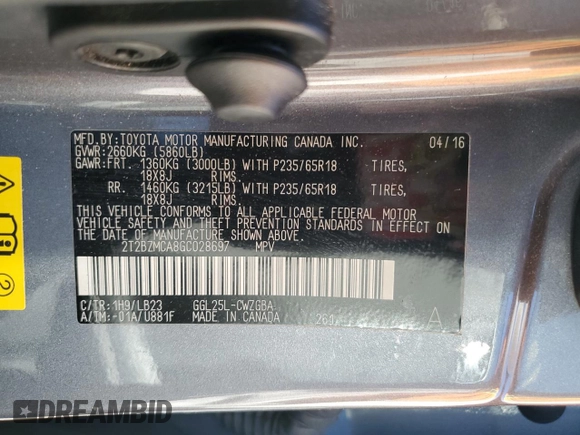 MFD.BY: TOYOTA MOTOR MANUFACTURING CANADA INC. 04/16
GVWR: 2660KG (5860LB)
GAWR: FRT. 1360KG (3000LB) WITH P235/65R18 TIRES,
18X8J RIMS.
RR. 1460KG (3215LB) WITH P235/65R18 TIRES,
18X8J RIMS.
THIS VEHICLE CONFORMS TO ALL APPLICABLE FEDERAL MOTOR
VEHICLE SAFETY AND THEFT PREVENTION STANDARDS IN EFFECT ON
THE DATE OF MANUFACTURE SHOWN ABOVE.
2T2BZMCA8GC028697 MPV
C/TR: 1H9/LB23 GGL25L-CWZGBA
A/TM: -01A/U881F MADE IN CANADA A
2
DREAMBID